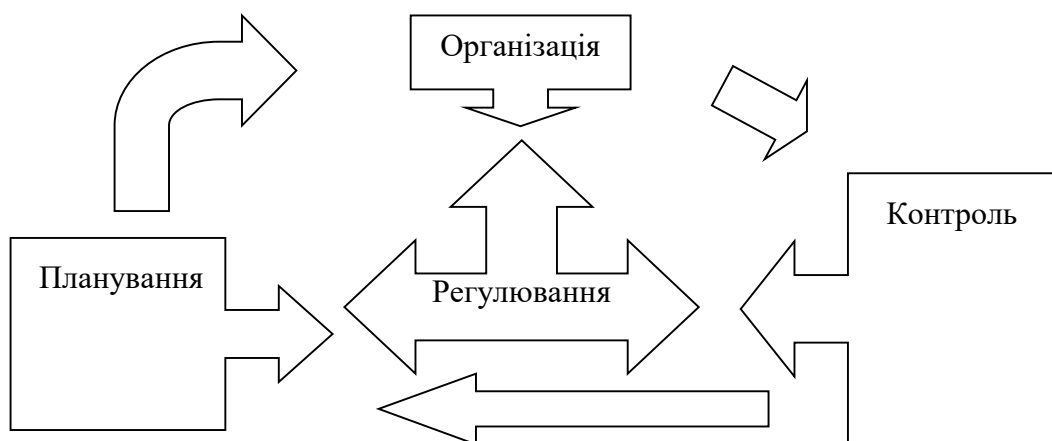 Організація
Контроль
Планування
Регулювання